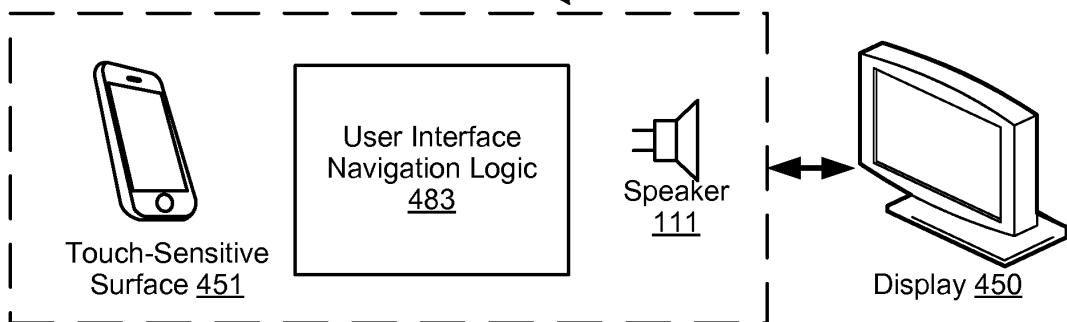 User Interface
Navigation Logic
483
Speaker
111
Touch-Sensitive
Surface 451
Display 450